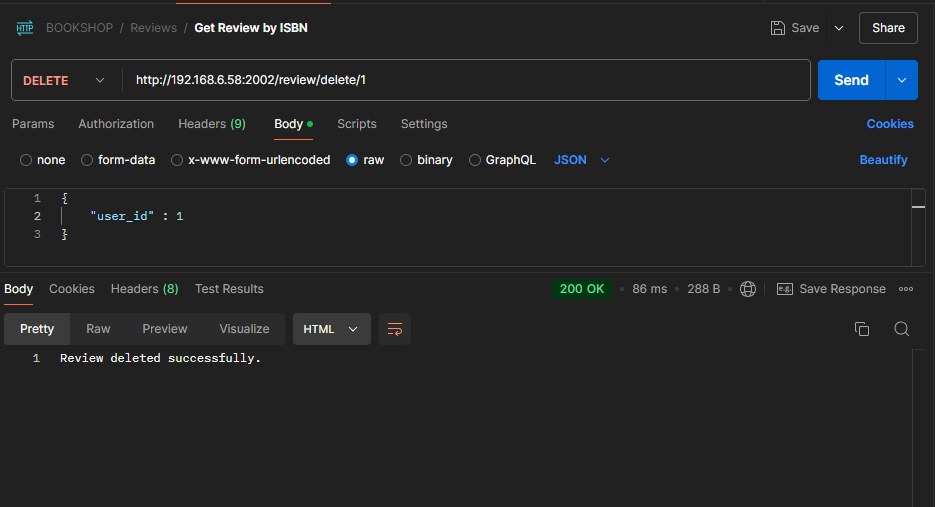 HTTP BOOKSHOP / Reviews / Get Review by ISBN Save Share
DELETE http://192.168.6.58:2002/review/delete/1 Send
Params Authorization Headers (9) Body Scripts Settings Cookies
none form-data x-www-form-urlencoded raw binary GraphQL JSON Beautify
1 {
2 "user_id" : 1
3 }
Body Cookies Headers (8) Test Results 200 OK 86 ms 288 B e.g. Save Response
Pretty Raw Preview Visualize HTML
1 Review deleted successfully.